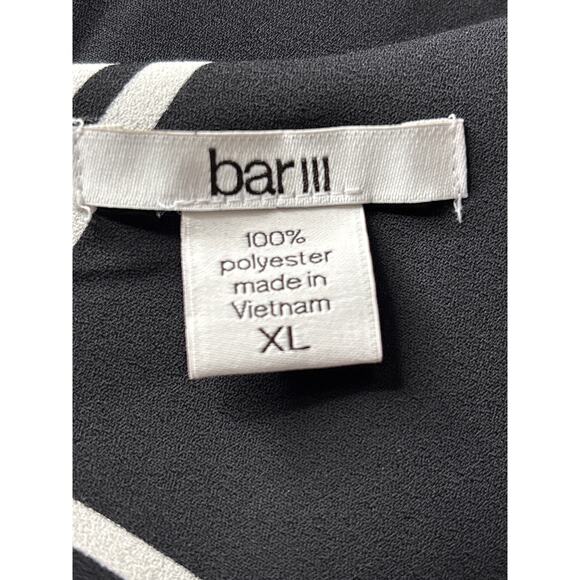 bar III
100%
polyester
made in
Vietnam
XL